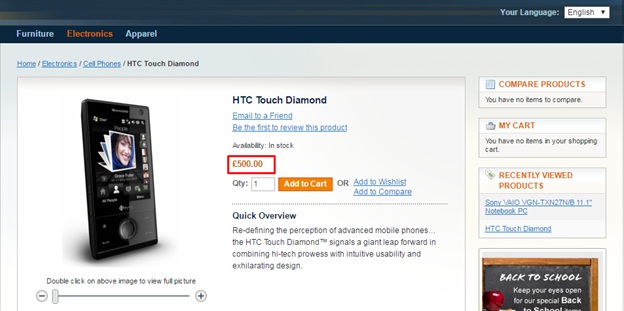 Your Language: English
Furniture Electronics Apparel
Home / Electronics / Cell Phones / HTC Touch Diamond
HTC Touch Diamond
Email to a Friend
Be the first to review this product
Availability: In stock
£500.00
Qty: 1 Add to Cart OR Add to Wishlist
Add to Compare
Quick Overview
Re-defining the perception of advanced mobile phones…
the HTC Touch Diamond™ signals a giant leap forward in
combining hi-tech prowess with intuitive usability and
exhilarating design.
Start
People
Double click on above image to view full picture
COMPARE PRODUCTS
You have no items to compare.
MY CART
You have no items in your shopping
cart.
RECENTLY VIEWED
PRODUCTS
Sony VAIO VGN-TXN27N/B 11.1"
Notebook PC
HTC Touch Diamond
BACK TO SCHOOL
Keep your eyes open
for our special Back
to School items